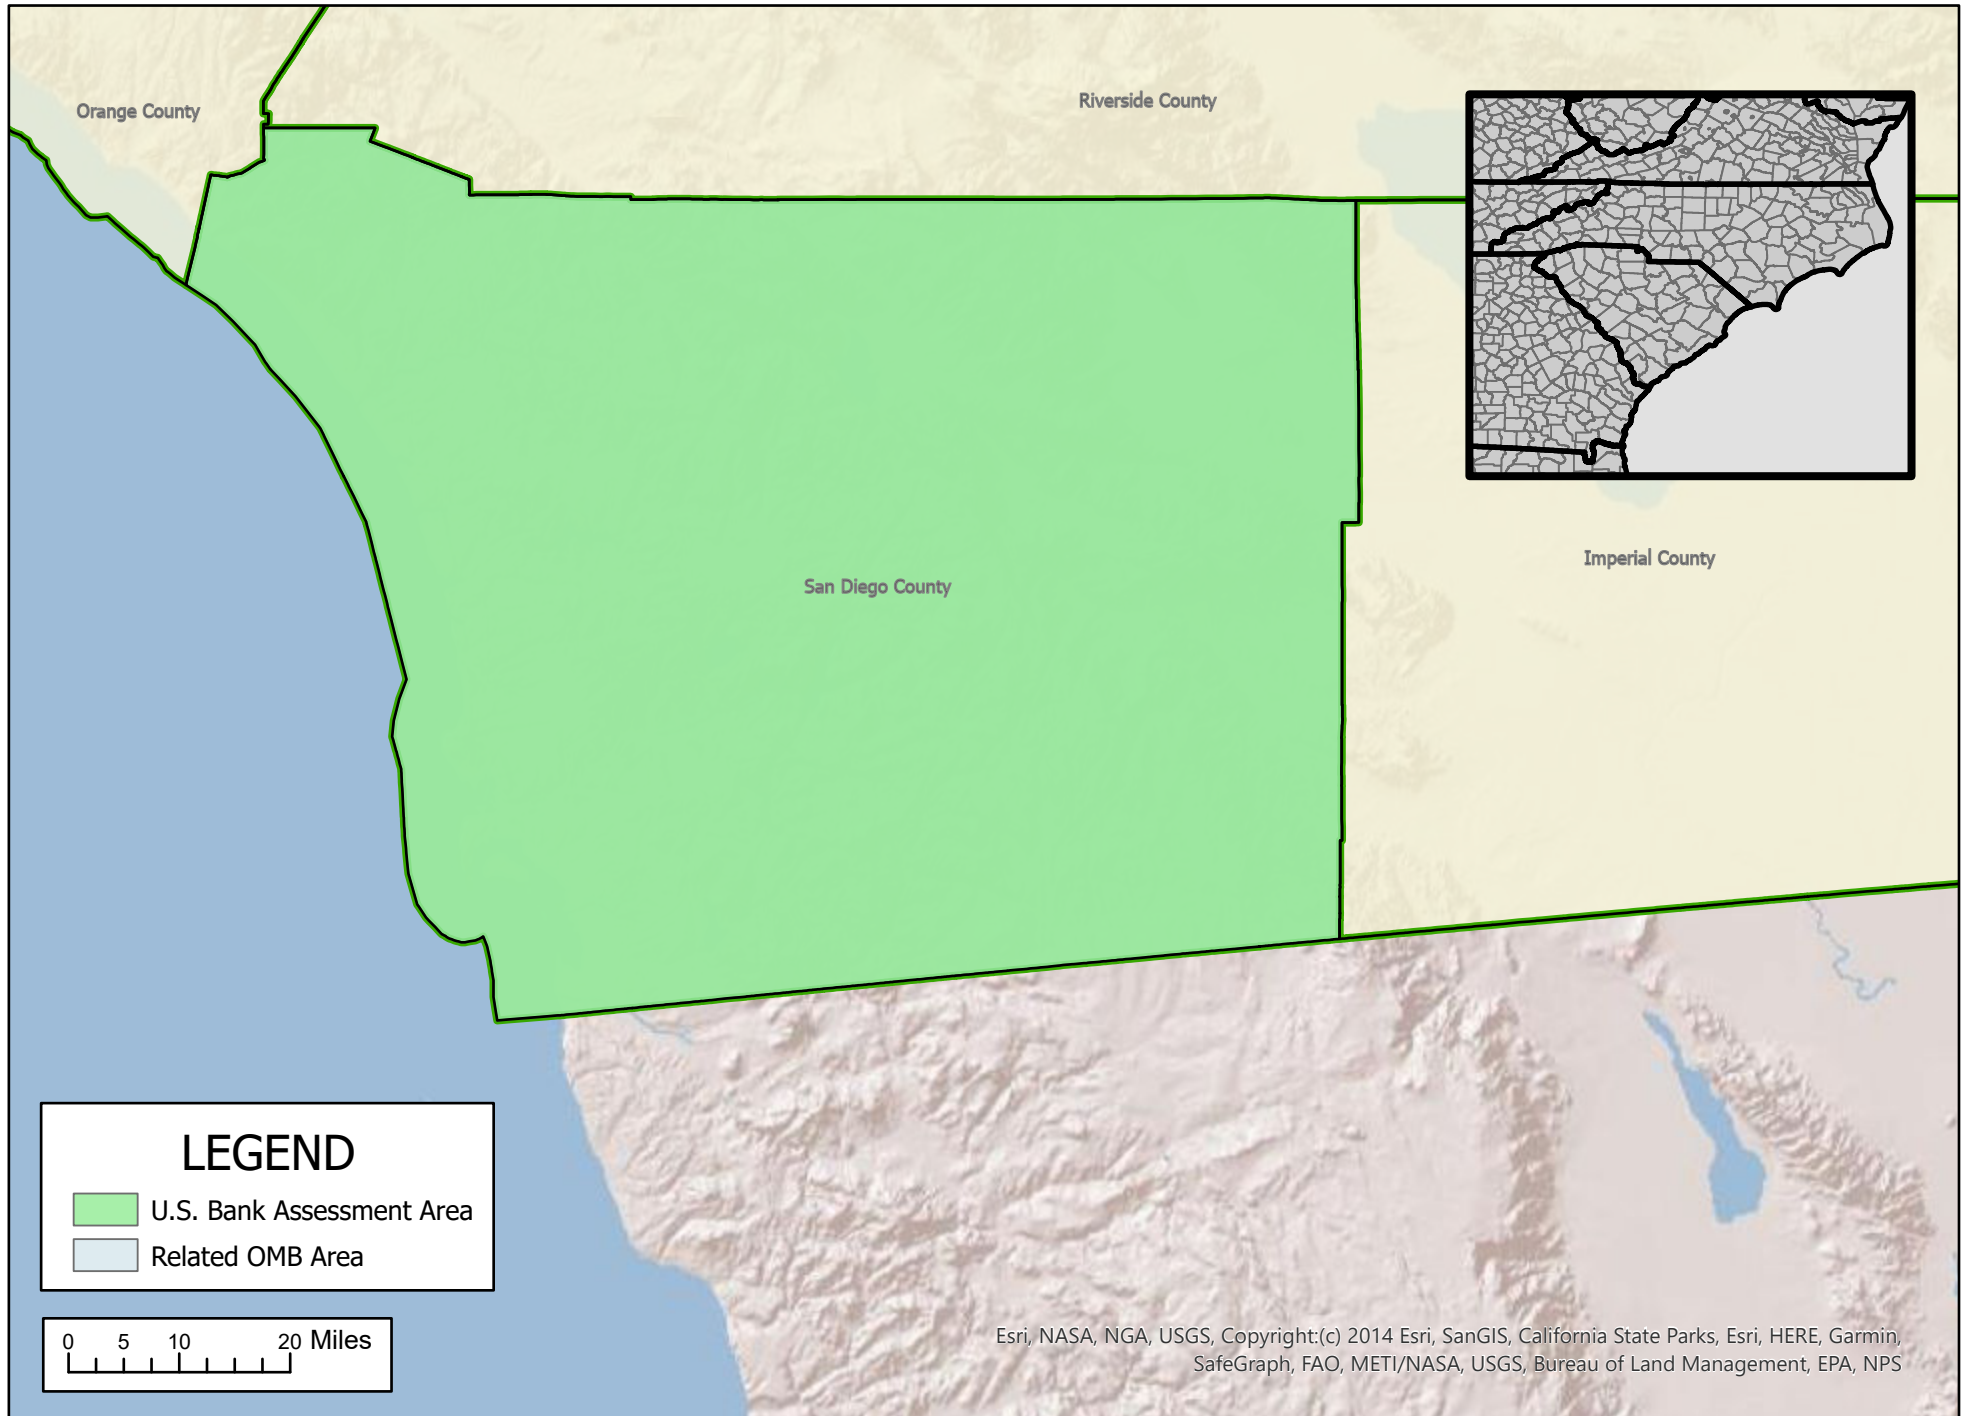 Orange County
Riverside County
Imperial County
San Diego County
LEGEND
U.S. Bank Assessment Area
Related OMB Area
0 5 10 20 Miles
Esri, NASA, NGA, USGS, Copyright:(c) 2014 Esri, SanGIS, California State Parks, Esri, HERE, Garmin,
SafeGraph, FAO, METI/NASA, USGS, Bureau of Land Management, EPA, NPS